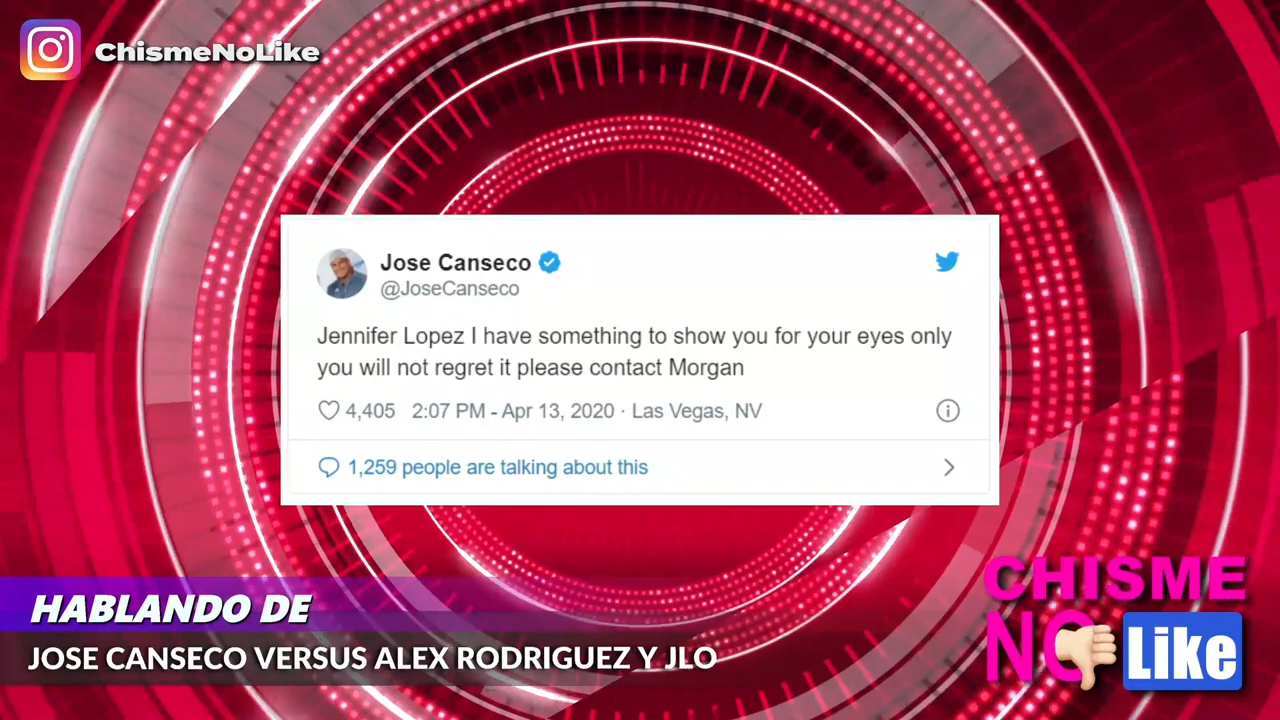 ChismeNoLike
Jose Canseco
@JoseCanseco
Jennifer Lopez I have something to show you for your eyes only
you will not regret it please contact Morgan
4,405 2:07 PM - Apr 13, 2020 · Las Vegas, NV
1,259 people are talking about this
HABLANDO DE
JOSE CANSECO VERSUS ALEX RODRIGUEZ Y JLO
CHISME
NO Like